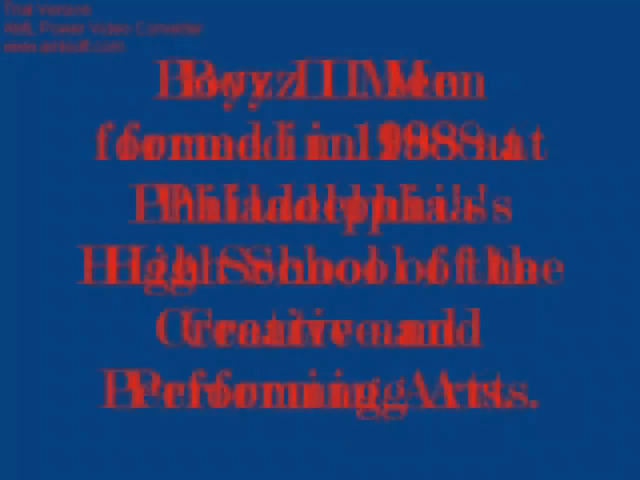 Trial Version
AML Power Video Converter
Boyz II Men
formed in 1988 at
Philadelphia's
High School of the
Creative and
Performing Arts.